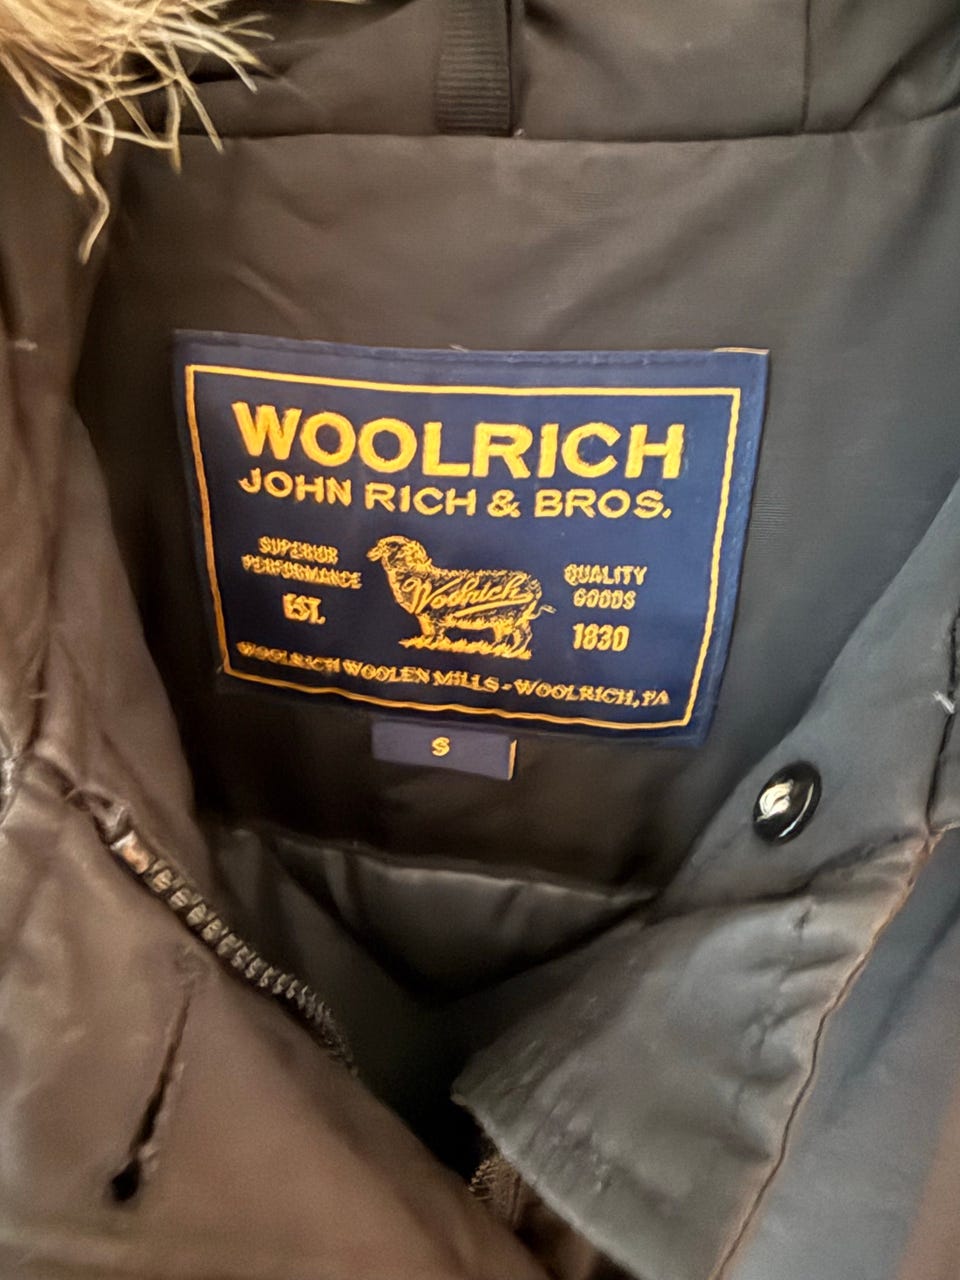 WOOLRICH
JOHN RICH & BROS.
SUPERIOR
PERFORMANCE
EST.
Woolrich
QUALITY
GOODS
1830
WOOLRICH WOOLEN MILLS - WOOLRICH, PA
S